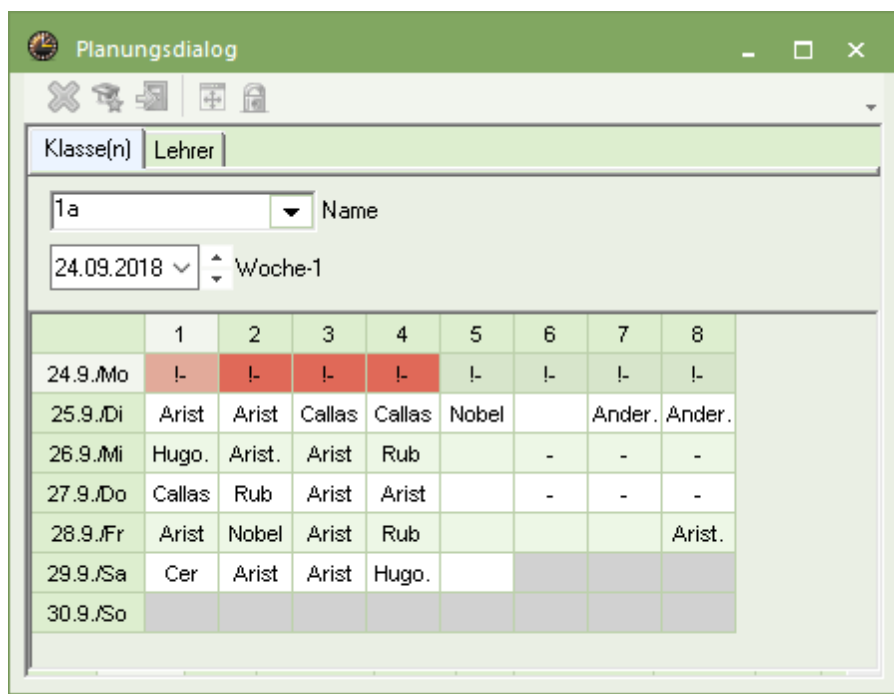 Planungsdialog
Klasse(n) Lehrer
1a Name
24.09.2018 Woche-1
1 2 3 4 5 6 7 8
24.9./Mo !- !- !- !- !- !- !- !-
25.9./Di Arist Arist Callas Callas Nobel Ander. Ander.
26.9./Mi Hugo. Arist. Arist Rub - - -
27.9./Do Callas Rub Arist Arist - - -
28.9./Fr Arist Nobel Arist Rub Arist.
29.9./Sa Cer Arist Arist Hugo.
30.9./So